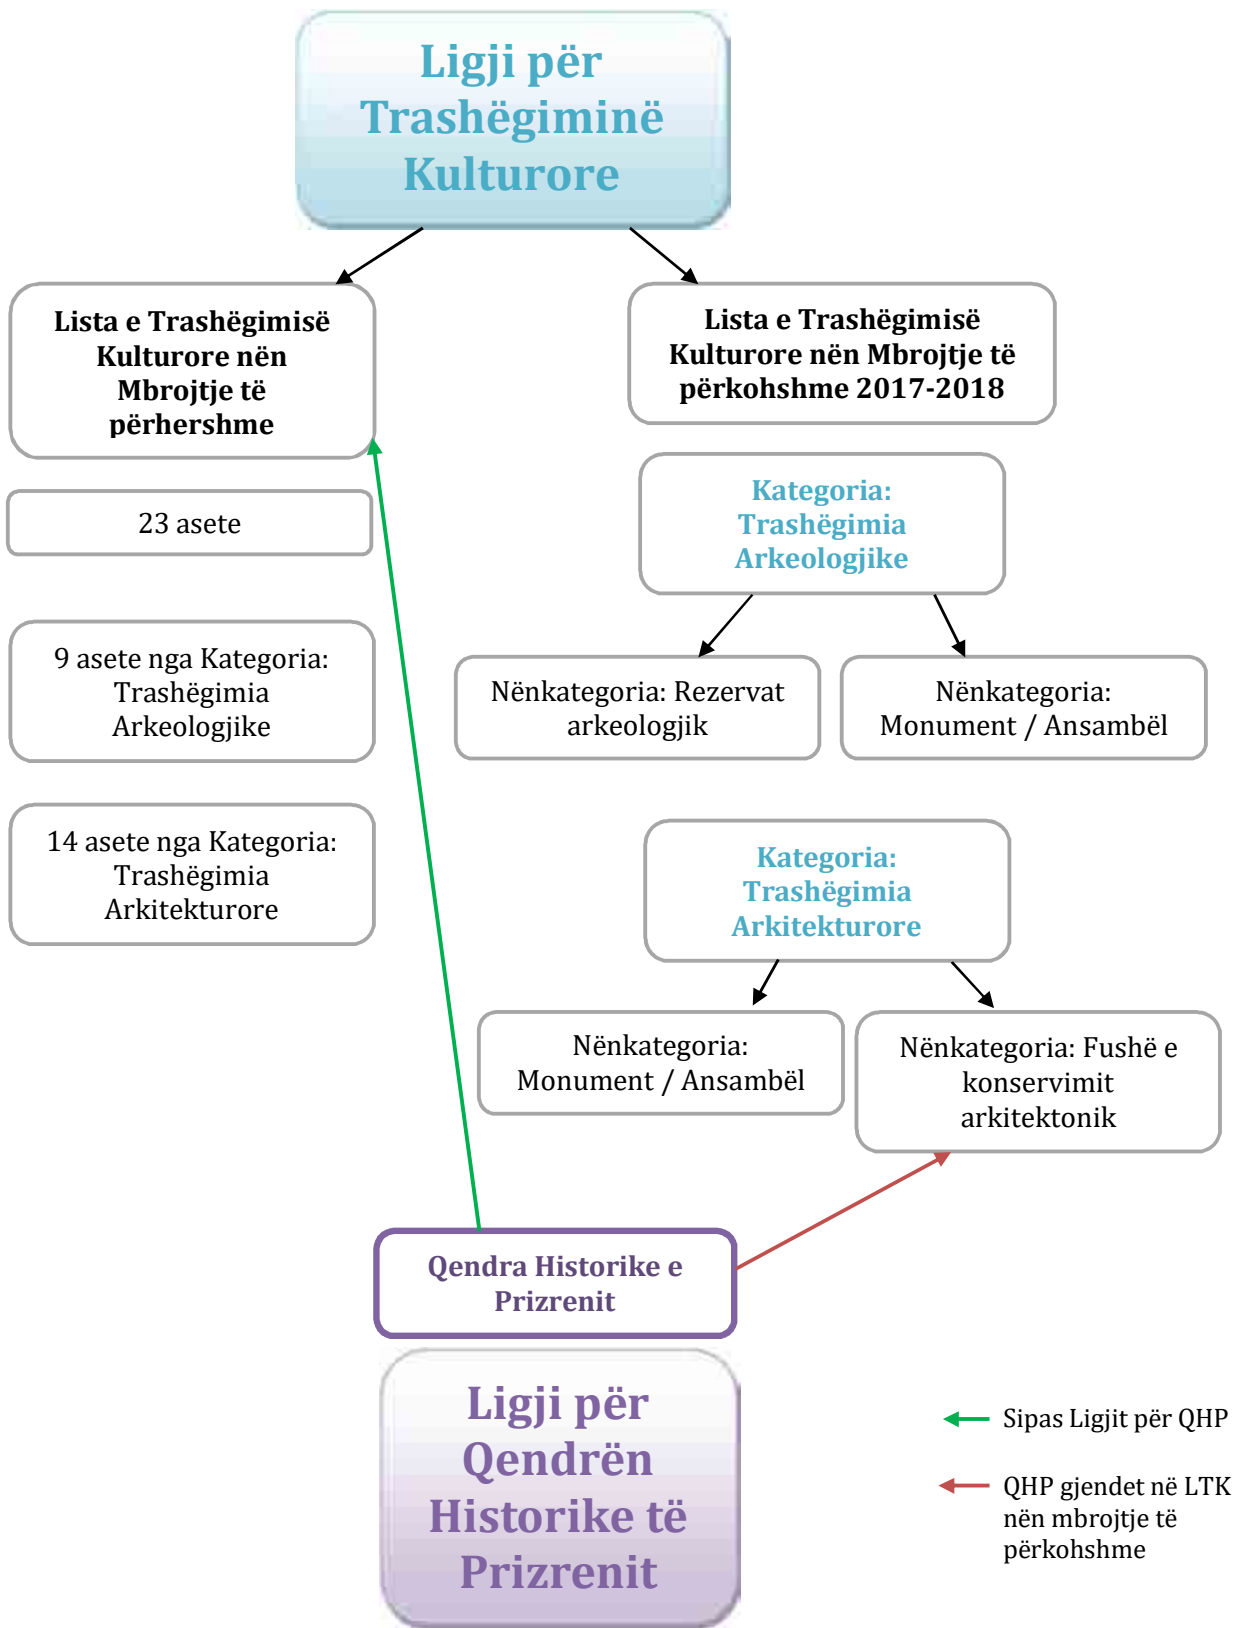 Ligji për
Trashëgiminë
Kulturore
Lista e Trashëgimisë
Kulturore nën
Mbrojtje të
përhershme
Lista e Trashëgimisë
Kulturore nën Mbrojtje të
përkohshme 2017-2018
23 asete
Kategoria:
Trashëgimia
Arkeologjike
9 asete nga Kategoria:
Trashëgimia
Arkeologjike
Nënkategoria: Rezervat
arkeologjik
Nënkategoria:
Monument / Ansambël
14 asete nga Kategoria:
Trashëgimia
Arkitekturore
Kategoria:
Trashëgimia
Arkitekturore
Nënkategoria:
Monument / Ansambël
Nënkategoria: Fushë e
konservimit
arkitektonik
Qendra Historike e
Prizrenit
Ligji për
Qendrën
Historike të
Prizrenit
Sipas Ligjit për QHP
QHP gjendet në LTK
nën mbrojtje të
përkohshme